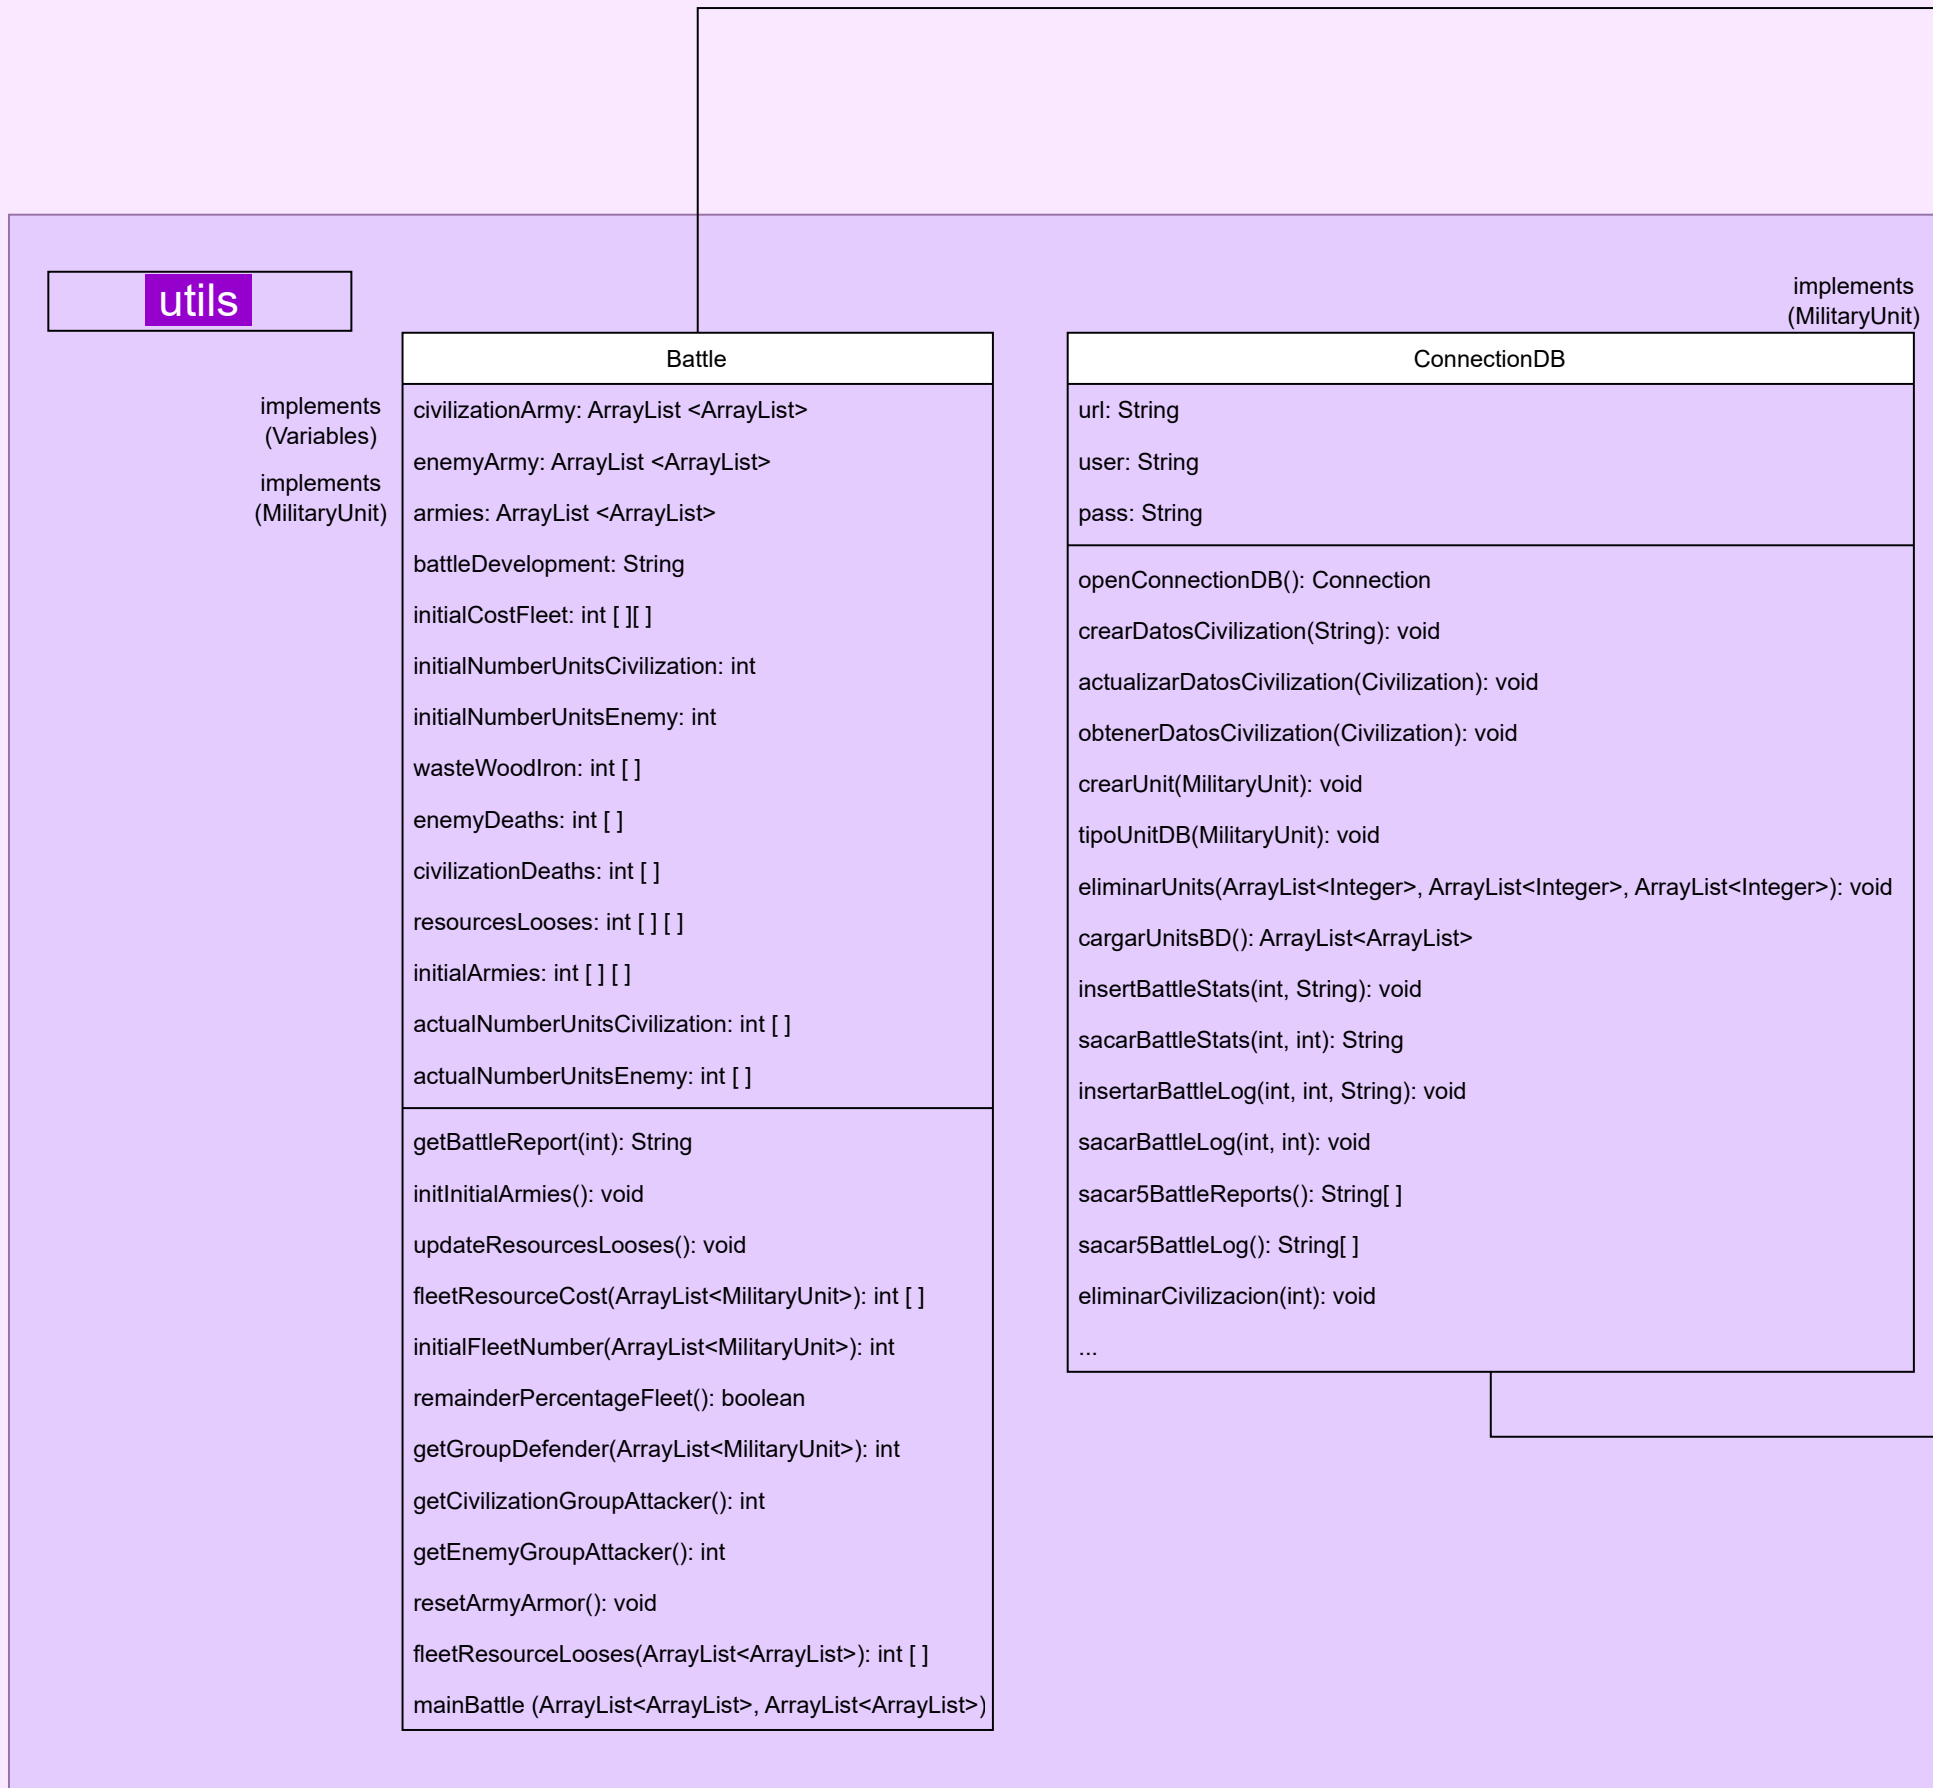 utils
implements
(Variables)
implements
(MilitaryUnit)
Battle
civilizationArmy: ArrayList <ArrayList>
enemyArmy: ArrayList <ArrayList>
armies: ArrayList <ArrayList>
battleDevelopment: String
initialCostFleet: int [ ][ ]
initialNumberUnitsCivilization: int
initialNumberUnitsEnemy: int
wasteWoodIron: int [ ]
enemyDeaths: int [ ]
civilizationDeaths: int [ ]
resourcesLooses: int [ ] [ ]
initialArmies: int [ ] [ ]
actualNumberUnitsCivilization: int [ ]
actualNumberUnitsEnemy: int [ ]
getBattleReport(int): String
initInitialArmies(): void
updateResourcesLooses(): void
fleetResourceCost(ArrayList<MilitaryUnit>): int [ ]
initialFleetNumber(ArrayList<MilitaryUnit>): int
remainderPercentageFleet(): boolean
getGroupDefender(ArrayList<MilitaryUnit>): int
getCivilizationGroupAttacker(): int
getEnemyGroupAttacker(): int
resetArmyArmor(): void
fleetResourceLooses(ArrayList<ArrayList>): int [ ]
mainBattle (ArrayList<ArrayList>, ArrayList<ArrayList>)
implements
(MilitaryUnit)
ConnectionDB
url: String
user: String
pass: String
openConnectionDB(): Connection
crearDatosCivilization(String): void
actualizarDatosCivilization(Civilization): void
obtenerDatosCivilization(Civilization): void
crearUnit(MilitaryUnit): void
tipoUnitDB(MilitaryUnit): void
eliminarUnits(ArrayList<Integer>, ArrayList<Integer>, ArrayList<Integer>): void
cargarUnitsBD(): ArrayList<ArrayList>
insertBattleStats(int, String): void
sacarBattleStats(int, int): String
insertarBattleLog(int, int, String): void
sacarBattleLog(int, int): void
sacar5BattleReports(): String[ ]
sacar5BattleLog(): String[ ]
eliminarCivilizacion(int): void
...